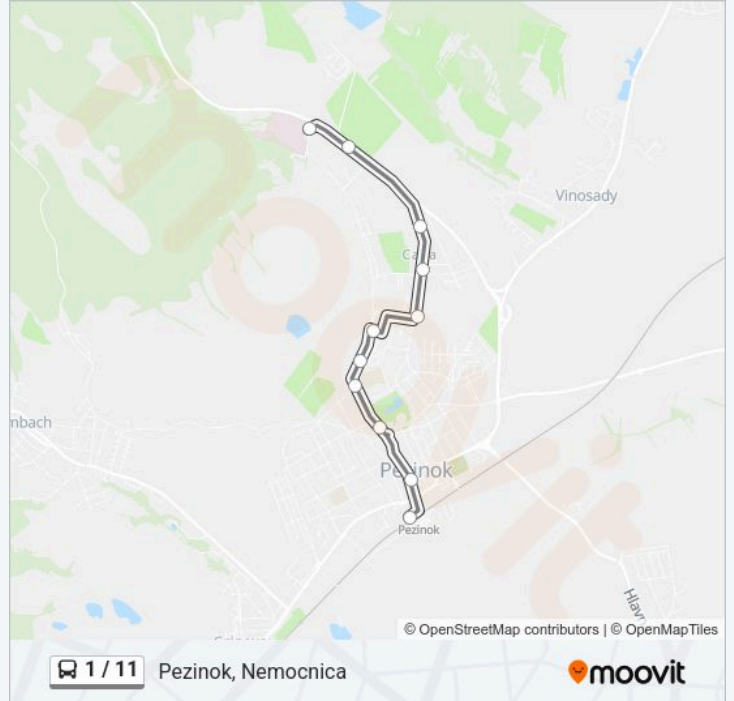 Vinosady
Pezinok
Pezinok
© OpenStreetMap contributors | © OpenMapTiles
1 / 11
Pezinok, Nemocnica
moovit